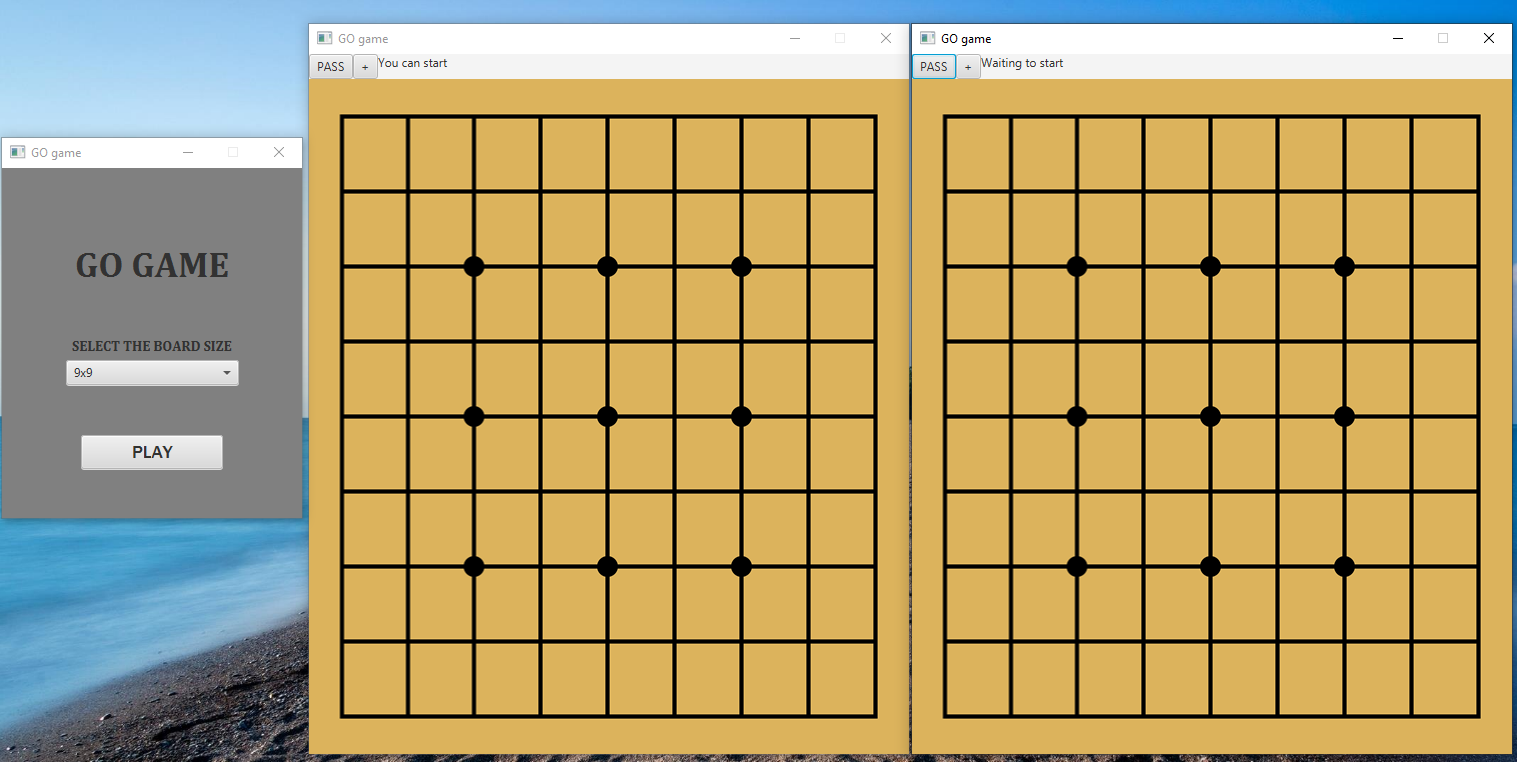 GO game
GO GAME
SELECT THE BOARD SIZE
9x9
PLAY
GO game
PASS + You can start
GO game
PASS + Waiting to start